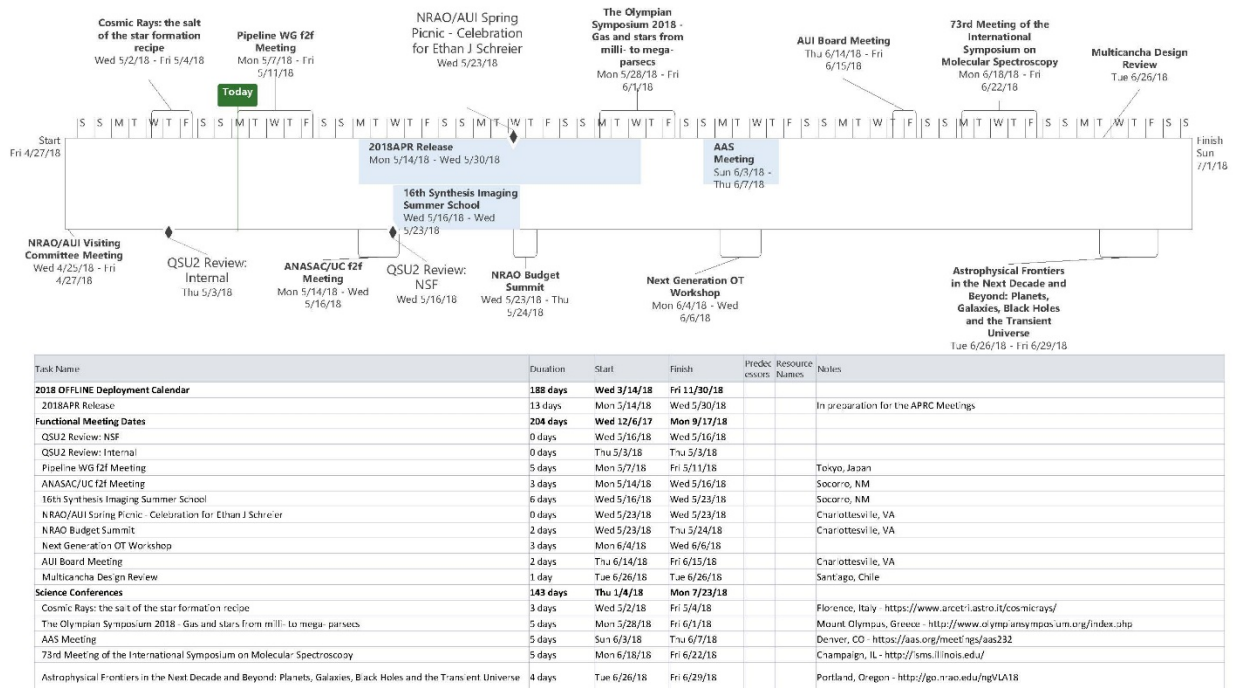 Cosmic Rays: the salt
of the star formation
recipe
Wed 5/2/18 - Fri 5/4/18
Pipeline WG f2f
Meeting
Mon 5/7/18 - Fri
5/11/18
NRAO/AUI Spring
Picnic - Celebration
for Ethan J Schreier
Wed 5/23/18
The Olympian
Symposium 2018 -
Gas and stars from
milli- to mega-
parsecs
Mon 5/28/18 - Fri
6/1/18
AUI Board Meeting
Thu 6/14/18 - Fri
6/15/18
73rd Meeting of the
International
Symposium on
Molecular Spectroscopy
Mon 6/18/18 - Fri
6/22/18
Multicancha Design
Review
Tue 6/26/18
Today
S S M T W T F S S M T W T F S S M T W T F S S M T W T F S S M T W T F S S M T W T F S S M T W T F S S M T W T F S S M T W T F S S
Start
Fri 4/27/18
Finish
Sun
7/1/18
2018APR Release
Mon 5/14/18 - Wed 5/30/18
AAS
Meeting
Sun 6/3/18 -
Thu 6/7/18
16th Synthesis Imaging
Summer School
Wed 5/16/18 - Wed
5/23/18
NRAO/AUI Visiting
Committee Meeting
Wed 4/25/18 - Fri
4/27/18
QSU2 Review:
Internal
Thu 5/3/18
ANASAC/UC f2f
Meeting
Mon 5/14/18 - Wed
5/16/18
QSU2 Review:
NSF
Wed 5/16/18
NRAO Budget
Summit
Wed 5/23/18 - Thu
5/24/18
Next Generation OT
Workshop
Mon 6/4/18 - Wed
6/6/18
Astrophysical Frontiers
in the Next Decade and
Beyond: Planets,
Galaxies, Black Holes
and the Transient
Universe
Tue 6/26/18 - Fri 6/29/18
Task Name Duration Start Finish Predec essors Resource Names Notes
2018 OFFLINE Deployment Calendar 188 days Wed 3/14/18 Fri 11/30/18
2018APR Release 13 days Mon 5/14/18 Wed 5/30/18 In preparation for the APRC Meetings
Functional Meeting Dates 204 days Wed 12/6/17 Mon 9/17/18
QSU2 Review: NSF 0 days Wed 5/16/18 Wed 5/16/18
QSU2 Review: Internal 0 days Thu 5/3/18 Thu 5/3/18
Pipeline WG f2f Meeting 5 days Mon 5/7/18 Fri 5/11/18 Tokyo, Japan
ANASAC/UC f2f Meeting 3 days Mon 5/14/18 Wed 5/16/18 Socorro, NM
16th Synthesis Imaging Summer School 6 days Wed 5/16/18 Wed 5/23/18 Socorro, NM
NRAO/AUI Spring Picnic - Celebration for Ethan J Schreier 0 days Wed 5/23/18 Wed 5/23/18 Charlottesville, VA
NRAO Budget Summit 2 days Wed 5/23/18 Thu 5/24/18 Charlottesville, VA
Next Generation OT Workshop 3 days Mon 6/4/18 Wed 6/6/18
AUI Board Meeting 2 days Thu 6/14/18 Fri 6/15/18 Charlottesville, VA
Multicancha Design Review 1 day Tue 6/26/18 Tue 6/26/18 Santiago, Chile
Science Conferences 143 days Thu 1/4/18 Mon 7/23/18
Cosmic Rays: the salt of the star formation recipe 3 days Wed 5/2/18 Fri 5/4/18 Florence, Italy - https://www.arcetri.astro.it/cosmicrays/
The Olympian Symposium 2018 - Gas and stars from milli- to mega- parsecs 5 days Mon 5/28/18 Fri 6/1/18 Mount Olympus, Greece - http://www.olympiansymposium.org/index.php
AAS Meeting 5 days Sun 6/3/18 Thu 6/7/18 Denver, CO - https://aas.org/meetings/aas232
73rd Meeting of the International Symposium on Molecular Spectroscopy 5 days Mon 6/18/18 Fri 6/22/18 Champaign, IL - http://isms.illinois.edu/
Astrophysical Frontiers in the Next Decade and Beyond: Planets, Galaxies, Black Holes and the Transient Universe 4 days Tue 6/26/18 Fri 6/29/18 Portland, Oregon - http://go.nrao.edu/ngVLA18